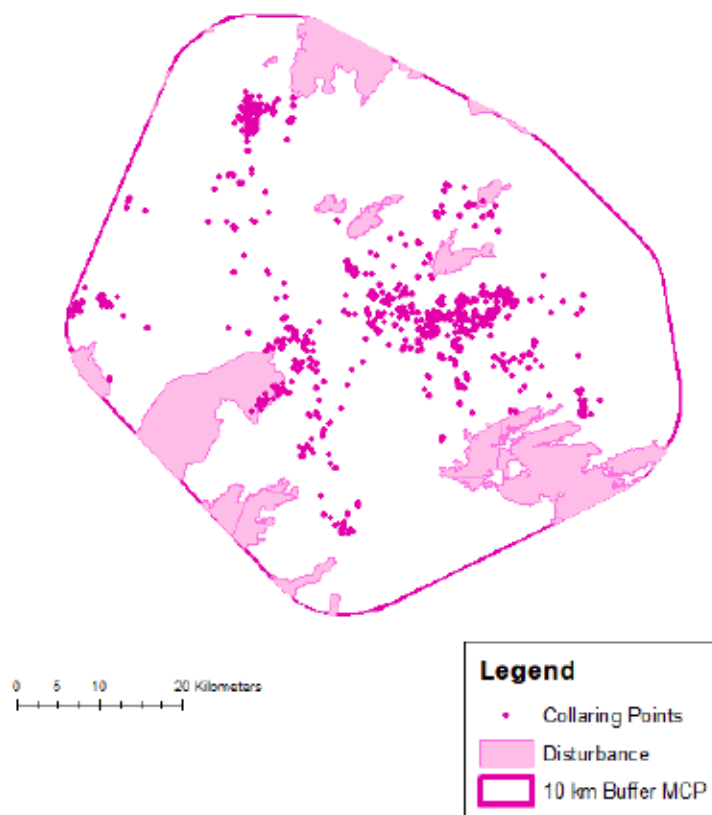 0 5 10 20 Kilometers
Legend
Collaring Points
Disturbance
10 km Buffer MCP